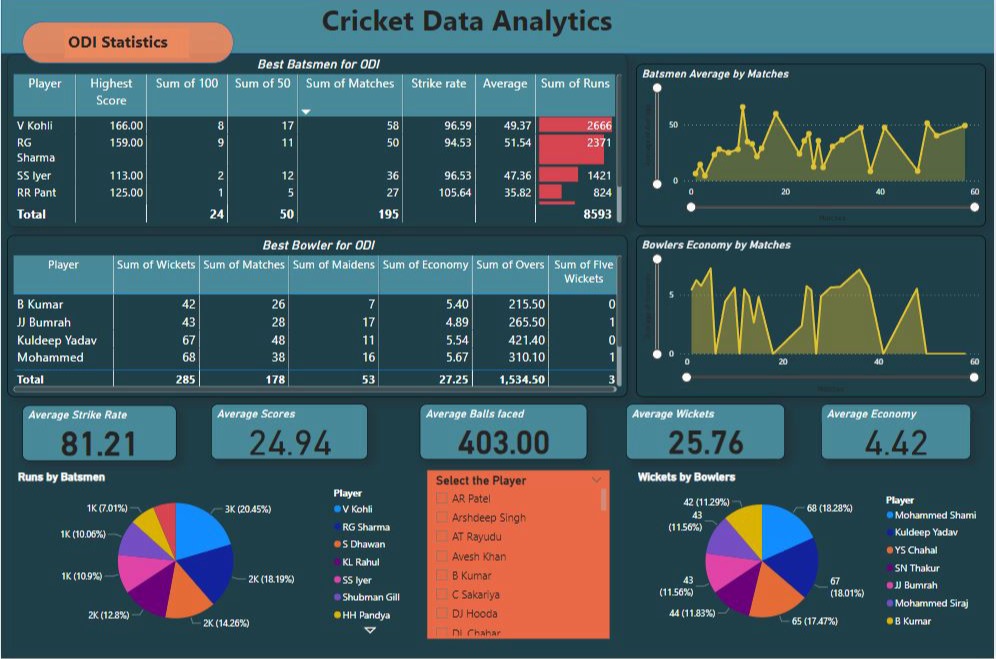 Cricket Data Analytics
ODI Statistics
Best Batsmen for ODI
Player Highest Score Sum of 100 Sum of 50 Sum of Matches Strike rate Average Sum of Runs
V Kohli 166.00 8 17 58 96.59 49.37 2666
RG Sharma 159.00 9 11 50 94.53 51.54 2371
SS Iyer 113.00 2 12 36 96.53 47.36 1421
RR Pant 125.00 1 5 27 105.64 35.82 824
Total 24 50 195 8593
Batsmen Average by Matches
50
0
0 20 40 60
Best Bowler for ODI
Player Sum of Wickets Sum of Matches Sum of Maidens Sum of Economy Sum of Overs Sum of FIve Wickets
B Kumar 42 26 7 5.40 215.50 0
JJ Bumrah 43 28 17 4.89 265.50 1
Kuldeep Yadav 67 48 11 5.54 421.40 0
Mohammed 68 38 16 5.67 310.10 1
Total 285 178 53 27.25 1,534.50 3
Bowlers Economy by Matches
5
0
0 20 40 60
Average Strike Rate
81.21
Average Scores
24.94
Average Balls faced
403.00
Average Wickets
25.76
Average Economy
4.42
Runs by Batsmen
3K (20.45%)
2K (18.19%)
2K (14.26%)
2K (12.8%)
1K (10.9%)
1K (10.06%)
1K (7.01%)
Player
V Kohli
RG Sharma
S Dhawan
KL Rahul
SS Iyer
Shubman Gill
HH Pandya
Select the Player
AR Patel
Arshdeep Singh
AT Rayudu
Avesh Khan
B Kumar
C Sakariya
DJ Hooda
DL Chahar
Wickets by Bowlers
68 (18.28%)
67
(18.01%)
65 (17.47%)
44 (11.83%)
43
(11.56%)
43
(11.56%)
42 (11.29%)
Player
Mohammed Shami
Kuldeep Yadav
YS Chahal
SN Thakur
JJ Bumrah
Mohammed Siraj
B Kumar